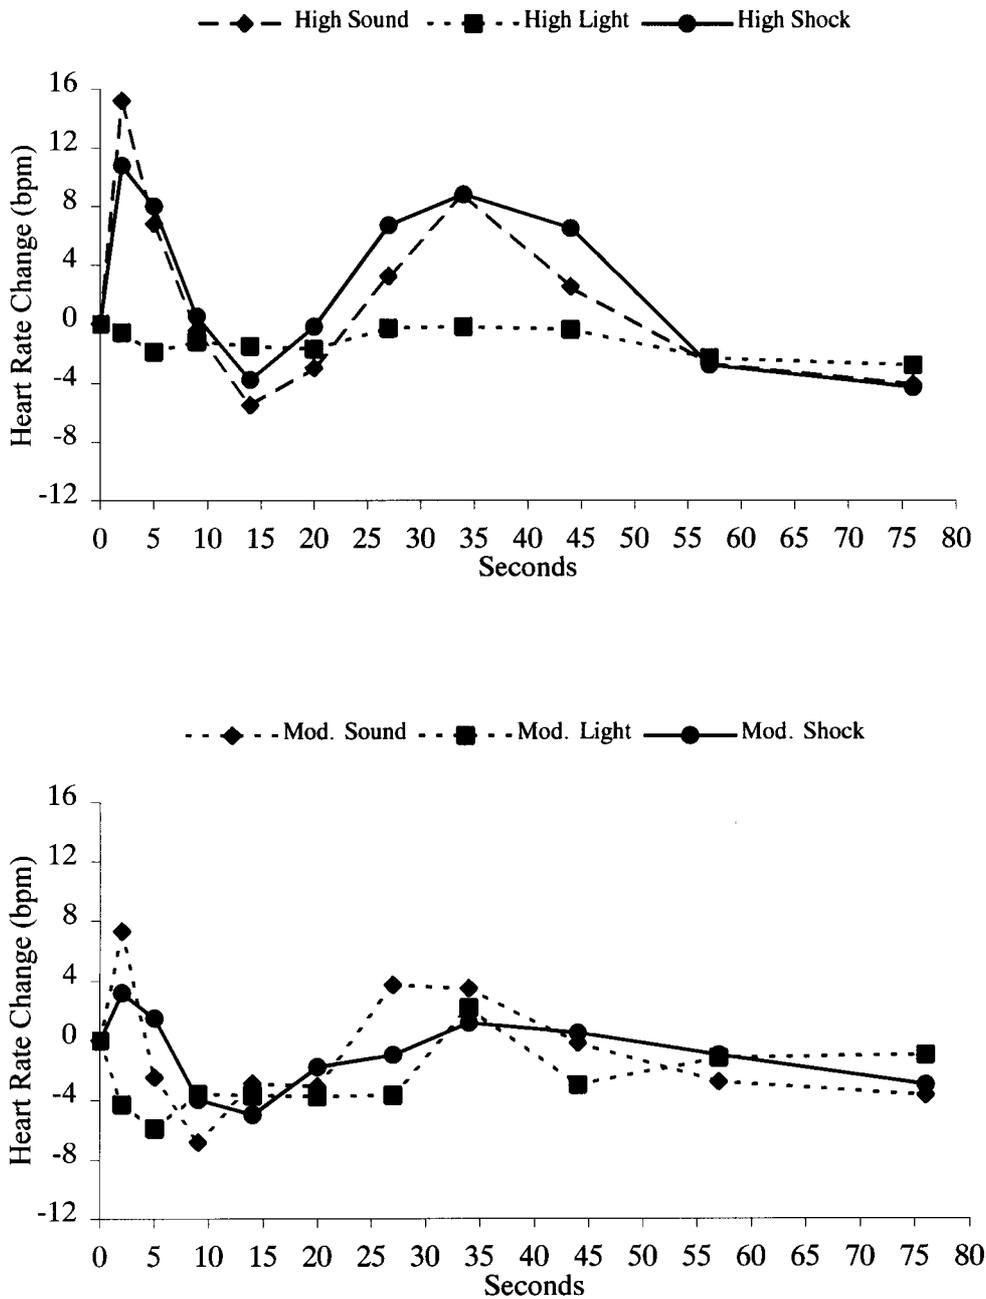 High Sound High Light High Shock
16
12
8
4
0
-4
-8
-12
Heart Rate Change (bpm)
0 5 10 15 20 25 30 35 40 45 50 55 60 65 70 75 80
Seconds
Mod. Sound Mod. Light Mod. Shock
16
12
8
4
0
-4
-8
-12
Heart Rate Change (bpm)
0 5 10 15 20 25 30 35 40 45 50 55 60 65 70 75 80
Seconds